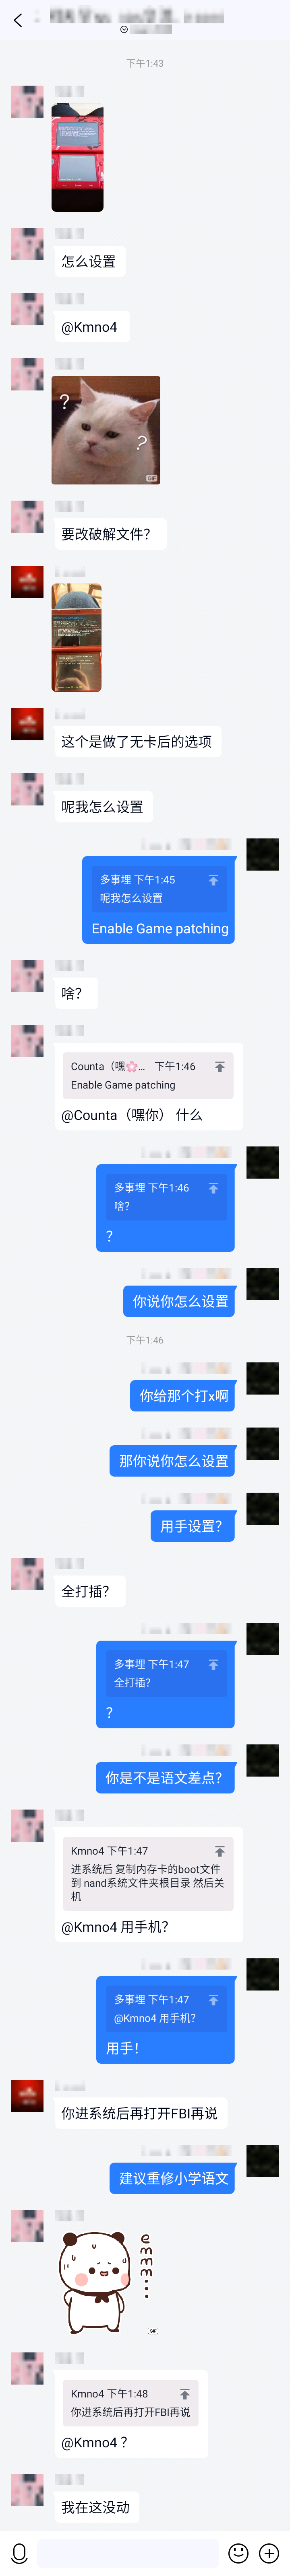 下午1:43
怎么设置
@Kmno4
?
?
GIF
要改破解文件?
这个是做了无卡后的选项
呢我怎么设置
多事埋 下午1:45
呢我怎么设置
Enable Game patching
啥?
Counta（嘿🌸... 下午1:46
Enable Game patching
@Counta（嘿你） 什么
多事埋 下午1:46
啥?
?
你说你怎么设置
下午1:46
你给那个打x啊
那你说你怎么设置
用手设置?
全打插?
多事埋 下午1:47
全打插?
?
你是不是语文差点?
Kmno4 下午1:47
进系统后 复制内存卡的boot文件
到 nand系统文件夹根目录 然后关
机
@Kmno4 用手机?
多事埋 下午1:47
@Kmno4 用手机?
用手!
你进系统后再打开FBI再说
建议重修小学语文
emm...
GIF
Kmno4 下午1:48
你进系统后再打开FBI再说
@Kmno4 ?
我在这没动